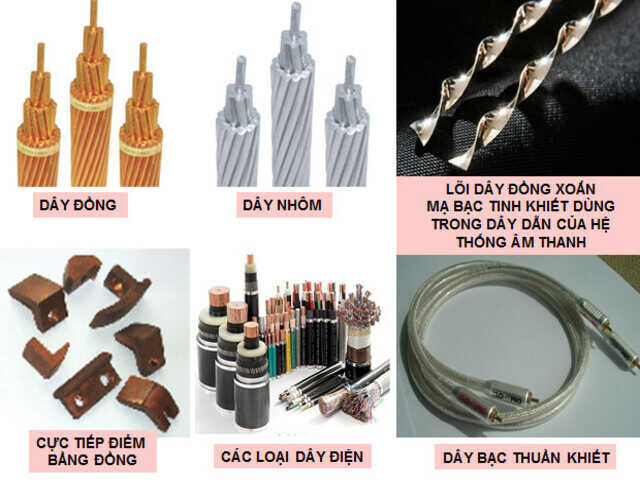 DÂY ĐỒNG
DÂY NHÔM
LÕI DÂY ĐỒNG XOẮN
MẠ BẠC TINH KHIẾT DÙNG
TRONG DÂY DẪN CỦA HỆ
THỐNG ÂM THANH
CỰC TIẾP ĐIỂM
BẰNG ĐỒNG
CÁC LOẠI DÂY ĐIỆN
DÂY BẠC THUẦN KHIẾT